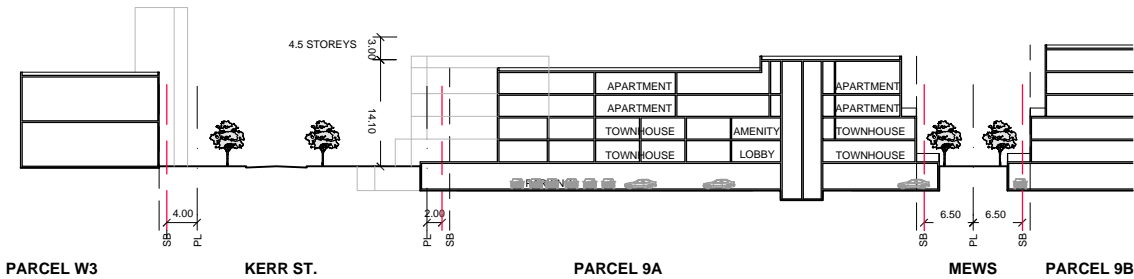 4.5 STOREYS
3.00
14.10
APARTMENT
APARTMENT
APARTMENT
APARTMENT
TOWNHOUSE
AMENITY
TOWNHOUSE
TOWNHOUSE
LOBBY
TOWNHOUSE
PARKING
4.00
2.00
6.50
6.50
SB
PL
PL
SB
SB
PL
SB
PARCEL W3
KERR ST.
PARCEL 9A
MEWS
PARCEL 9B